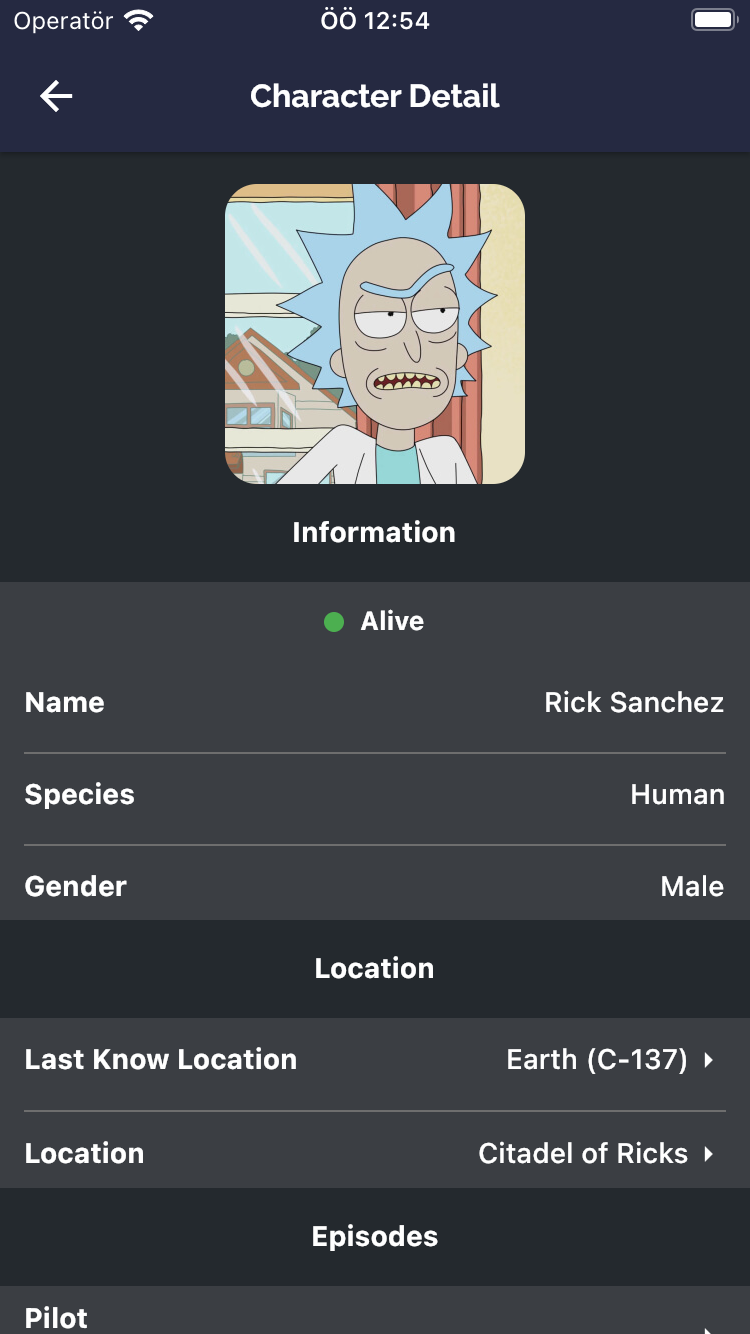 Operatör ÖÖ 12:54
Character Detail
Information
Alive
Name Rick Sanchez
Species Human
Gender Male
Location
Last Know Location Earth (C-137)
Location Citadel of Ricks
Episodes
Pilot